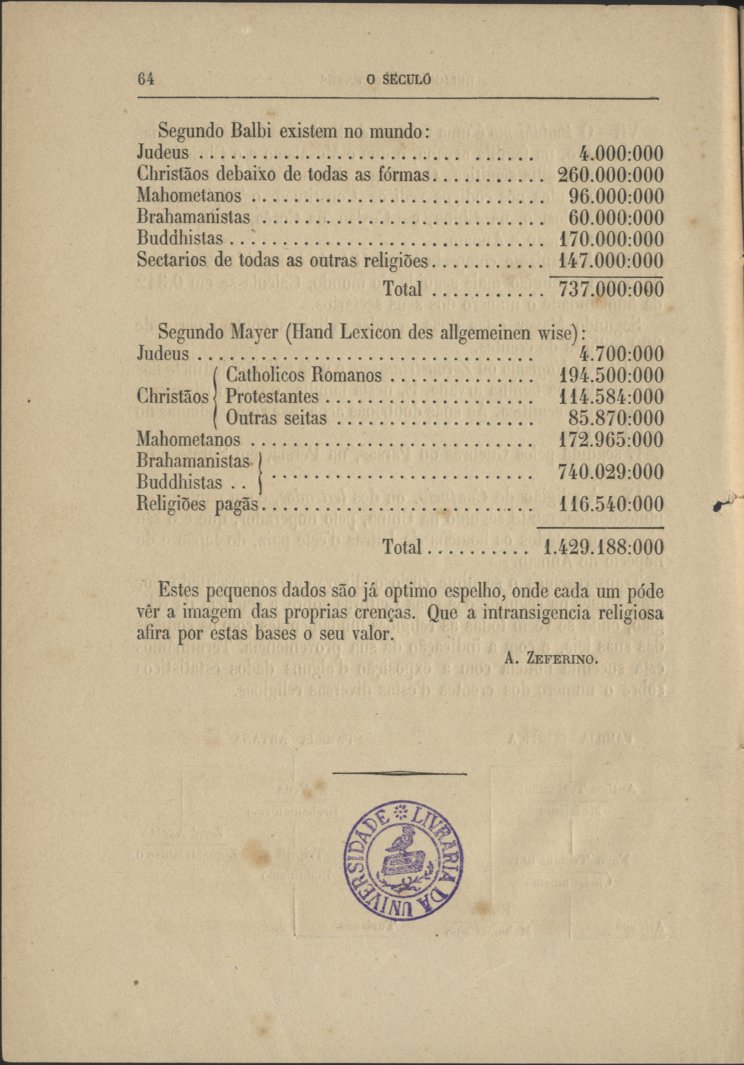 64 O SÉCULO
Segundo Balbi existem no mundo:
Judeus . . . . . . . . . . . . . . . . . . . . . . . . . . . . . . 4.000:000
Christãos debaixo de todas as fórmas. . . . . . . . . . . 260.000:000
Mahometanos . . . . . . . . . . . . . . . . . . . . . . . . . . . 96.000:000
Brahamanistas . . . . . . . . . . . . . . . . . . . . . . . . . . 60.000:000
Buddhistas . . . . . . . . . . . . . . . . . . . . . . . . . . . . . 170.000:000
Sectarios de todas as outras religiões. . . . . . . . . . . 147.000:000
Total . . . . . . . . . . . 737.000:000
Segundo Mayer (Hand Lexicon des allgemeinen wise):
Judeus . . . . . . . . . . . . . . . . . . . . . . . . . . . . . . . . 4.700:000
Catholicos Romanos . . . . . . . . . . . . . . 194.500:000
Christãos { Protestantes . . . . . . . . . . . . . . . . . . . . 114.584:000
Outras seitas . . . . . . . . . . . . . . . . . . . 85.870:000
Mahometanos . . . . . . . . . . . . . . . . . . . . . . . . . . . 172.965:000
Brahamanistas.
} . . . . . . . . . . . . . . . . . . . . . . . . . 740.029:000
Buddhistas . .
Religiões pagãs. . . . . . . . . . . . . . . . . . . . . . . . . . 116.540:000
Total . . . . . . . . . . 1.429.188:000
Estes pequenos dados são já optimo espelho, onde cada um póde
vêr a imagem das proprias crenças. Que a intransigencia religiosa
afira por estas bases o seu valor.
A. ZEFERINO.
LIVRARIA DA UNIVERSIDADE